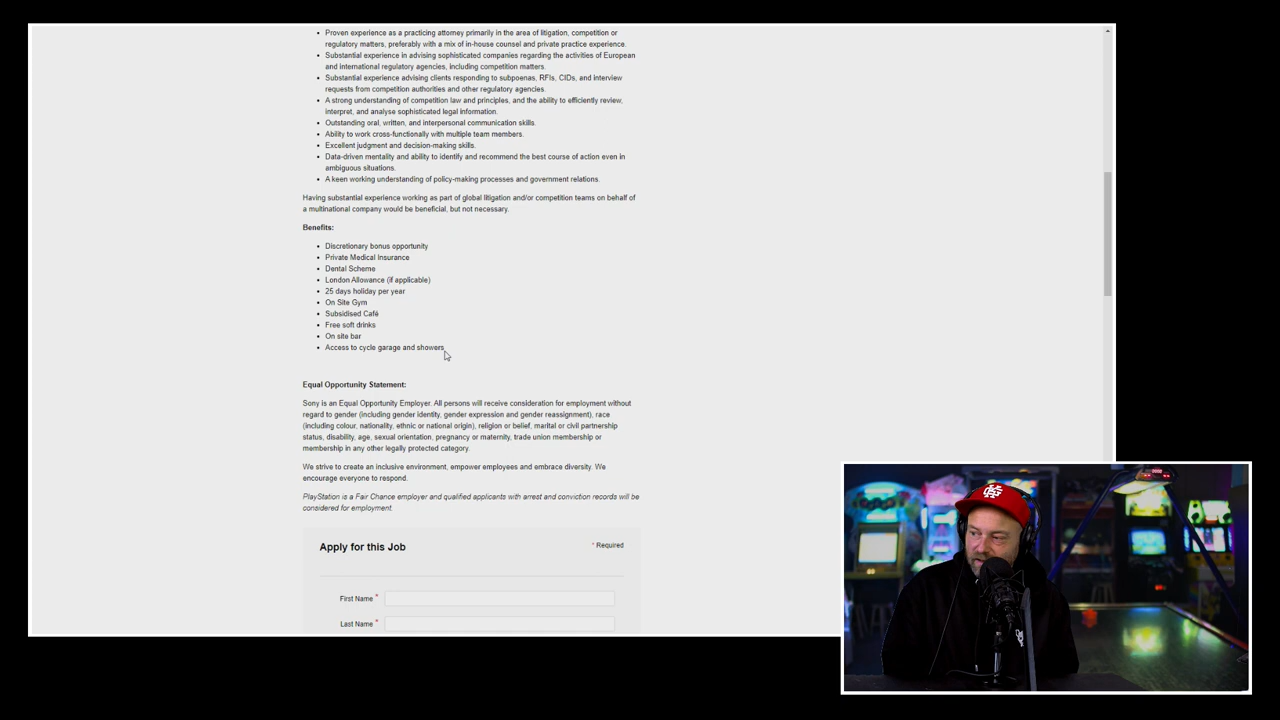 Proven experience as a practicing attorney primarily in the area of litigation, competition or
regulatory matters, preferably with a mix of in-house counsel and private practice experience.
Substantial experience in advising sophisticated companies regarding the activities of European
and international regulatory agencies, including competition matters.
Substantial experience advising clients responding to subpoenas, RFIs, CIDs, and interview
requests from competition authorities and other regulatory agencies.
A strong understanding of competition law and principles, and the ability to efficiently review,
interpret, and analyse sophisticated legal information.
Outstanding oral, written, and interpersonal communication skills.
Ability to work cross-functionally with multiple team members.
Excellent judgment and decision-making skills.
Data-driven mentality and ability to identify and recommend the best course of action even in
ambiguous situations.
A keen working understanding of policy-making processes and government relations.
Having substantial experience working as part of global litigation and/or competition teams on behalf of
a multinational company would be beneficial, but not necessary.
Benefits:
Discretionary bonus opportunity
Private Medical Insurance
Dental Scheme
London Allowance (if applicable)
25 days holiday per year
On Site Gym
Subsidised Café
Free soft drinks
On site bar
Access to cycle garage and showers
Equal Opportunity Statement:
Sony is an Equal Opportunity Employer. All persons will receive consideration for employment without
regard to gender (including gender identity, gender expression and gender reassignment), race
(including colour, nationality, ethnic or national origin), religion or belief, marital or civil partnership
status, disability, age, sexual orientation, pregnancy or maternity, trade union membership or
membership in any other legally protected category.
We strive to create an inclusive environment, empower employees and embrace diversity. We
encourage everyone to respond.
PlayStation is a Fair Chance employer and qualified applicants with arrest and conviction records will be
considered for employment.
Apply for this Job
* Required
First Name *
Last Name *